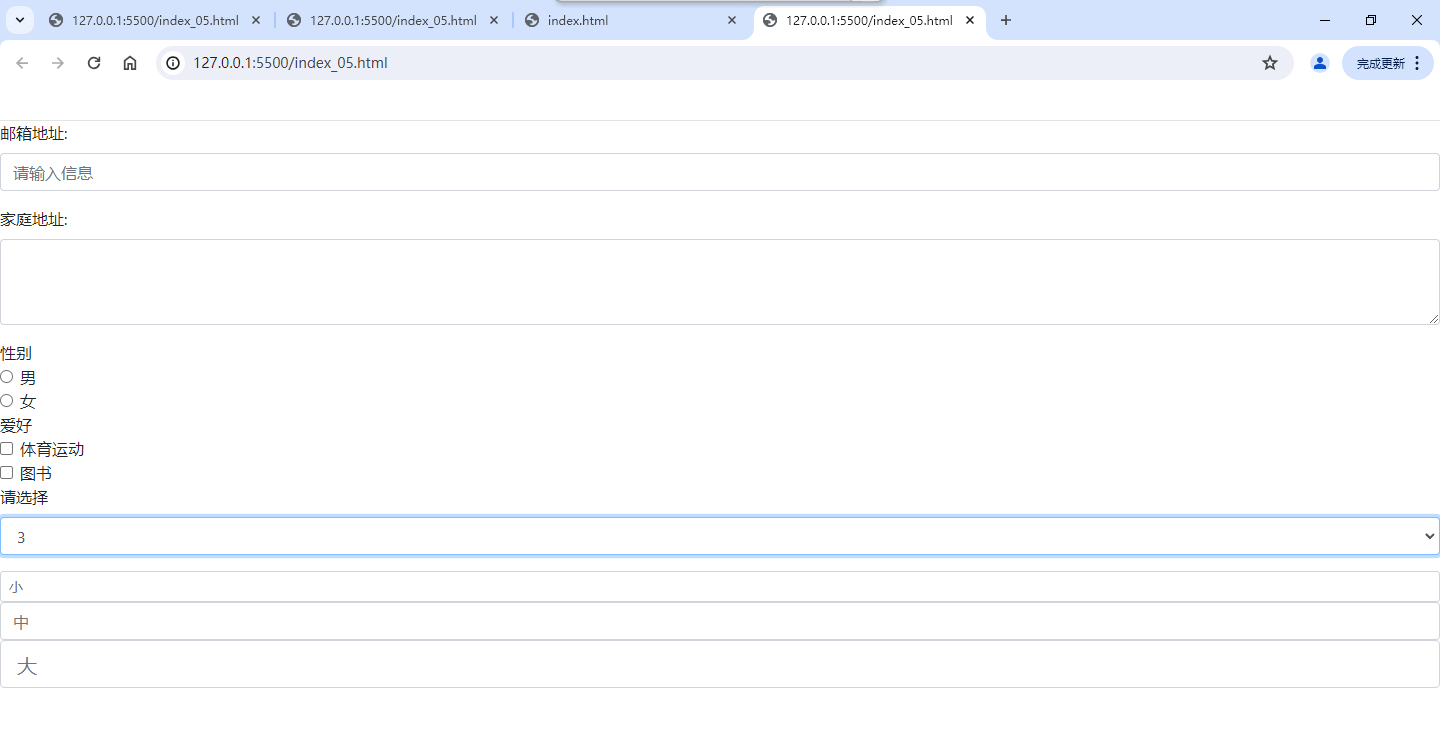 127.0.0.1:5500/index_05.html
127.0.0.1:5500/index_05.html
index.html
127.0.0.1:5500/index_05.html
127.0.0.1:5500/index_05.html
完成更新
邮箱地址:
请输入信息
家庭地址:
性别
男
女
爱好
体育运动
图书
请选择
3
小
中
大